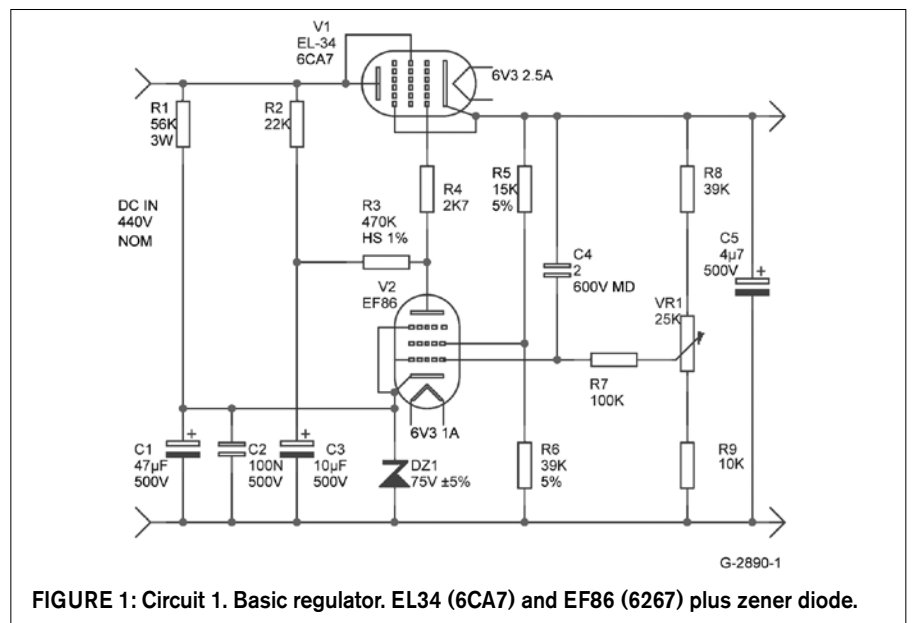 V1
EL-34
6CA7
6V3 2.5A
R1
56K
3W
R2
22K
R5
15K
5%
R8
39K
R4
2K7
DC IN
440V
NOM
R3
470K
HS 1%
C4
2
600V MD
C5
4µ7
500V
+
V2
EF86
VR1
25K
R7
100K
6V3 1A
C1
47µF
500V
+
C2
100N
500V
C3
10µF
500V
+
DZ1
75V ±5%
R6
39K
5%
R9
10K
G-2890-1
FIGURE 1: Circuit 1. Basic regulator. EL34 (6CA7) and EF86 (6267) plus zener diode.